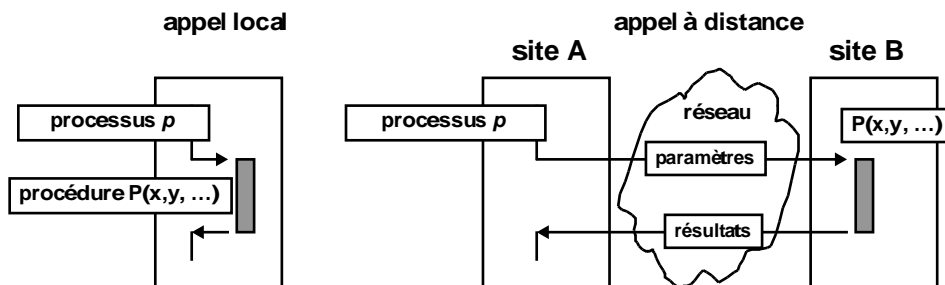 appel local
appel à distance
site A
site B
processus p
processus p
réseau
P(x,y, …)
paramètres
procédure P(x,y, …)
résultats